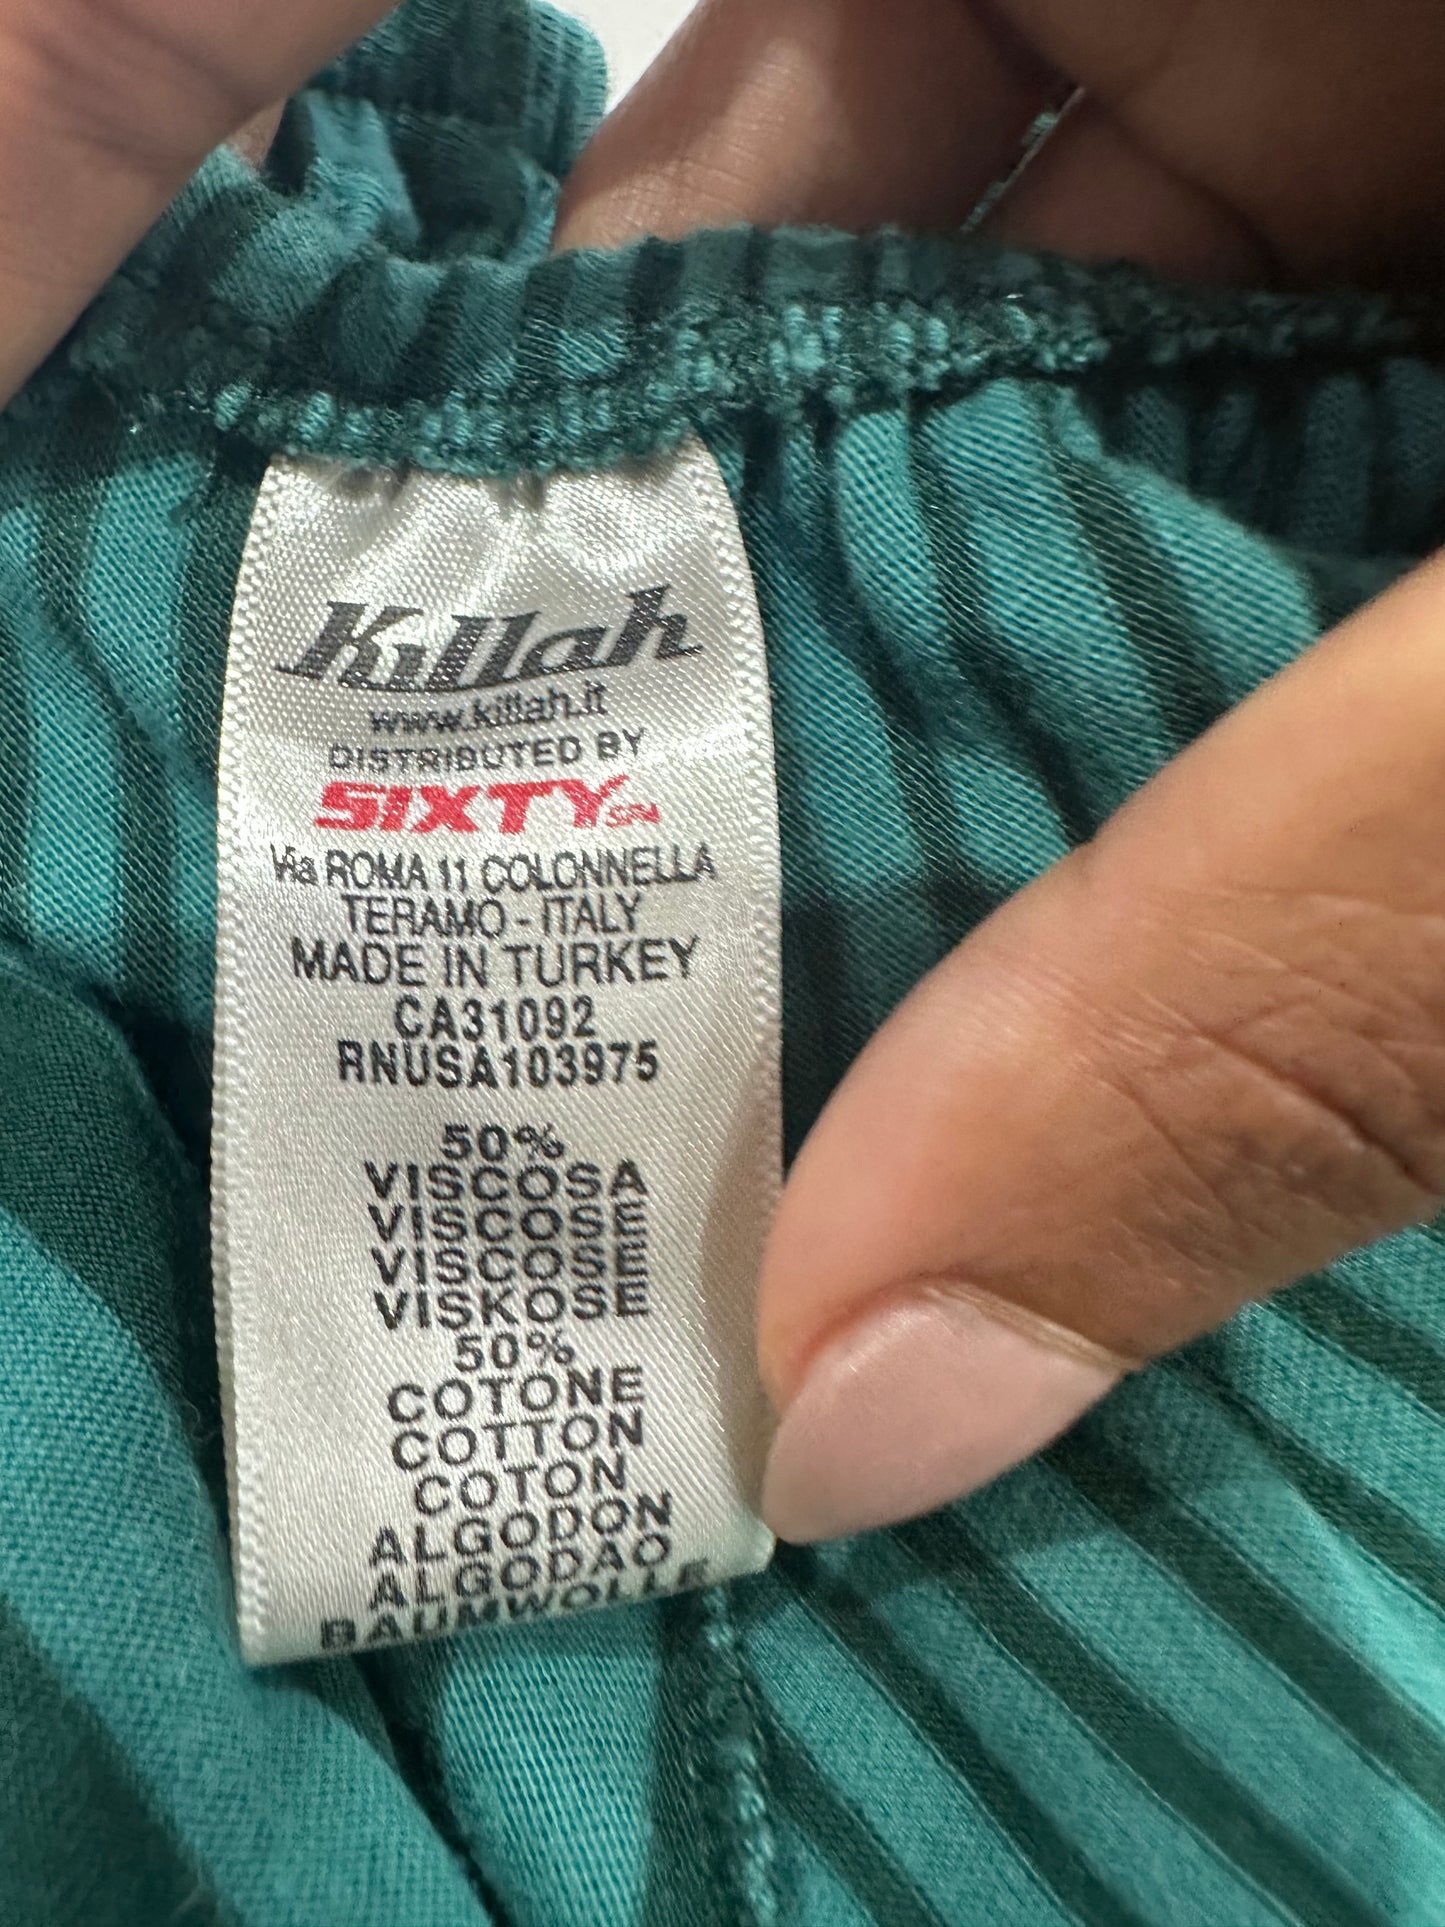 Killah
www.killah.it
DISTRIBUTED BY
SIXTY SPA
Via ROMA 11 COLONNELLA
TERAMO - ITALY
MADE IN TURKEY
CA31092
RNUSA103975
50%
VISCOSA
VISCOSE
VISCOSE
VISKOSE
50%
COTONE
COTTON
COTON
ALGODON
ALGODAO
BAUMWOLLE